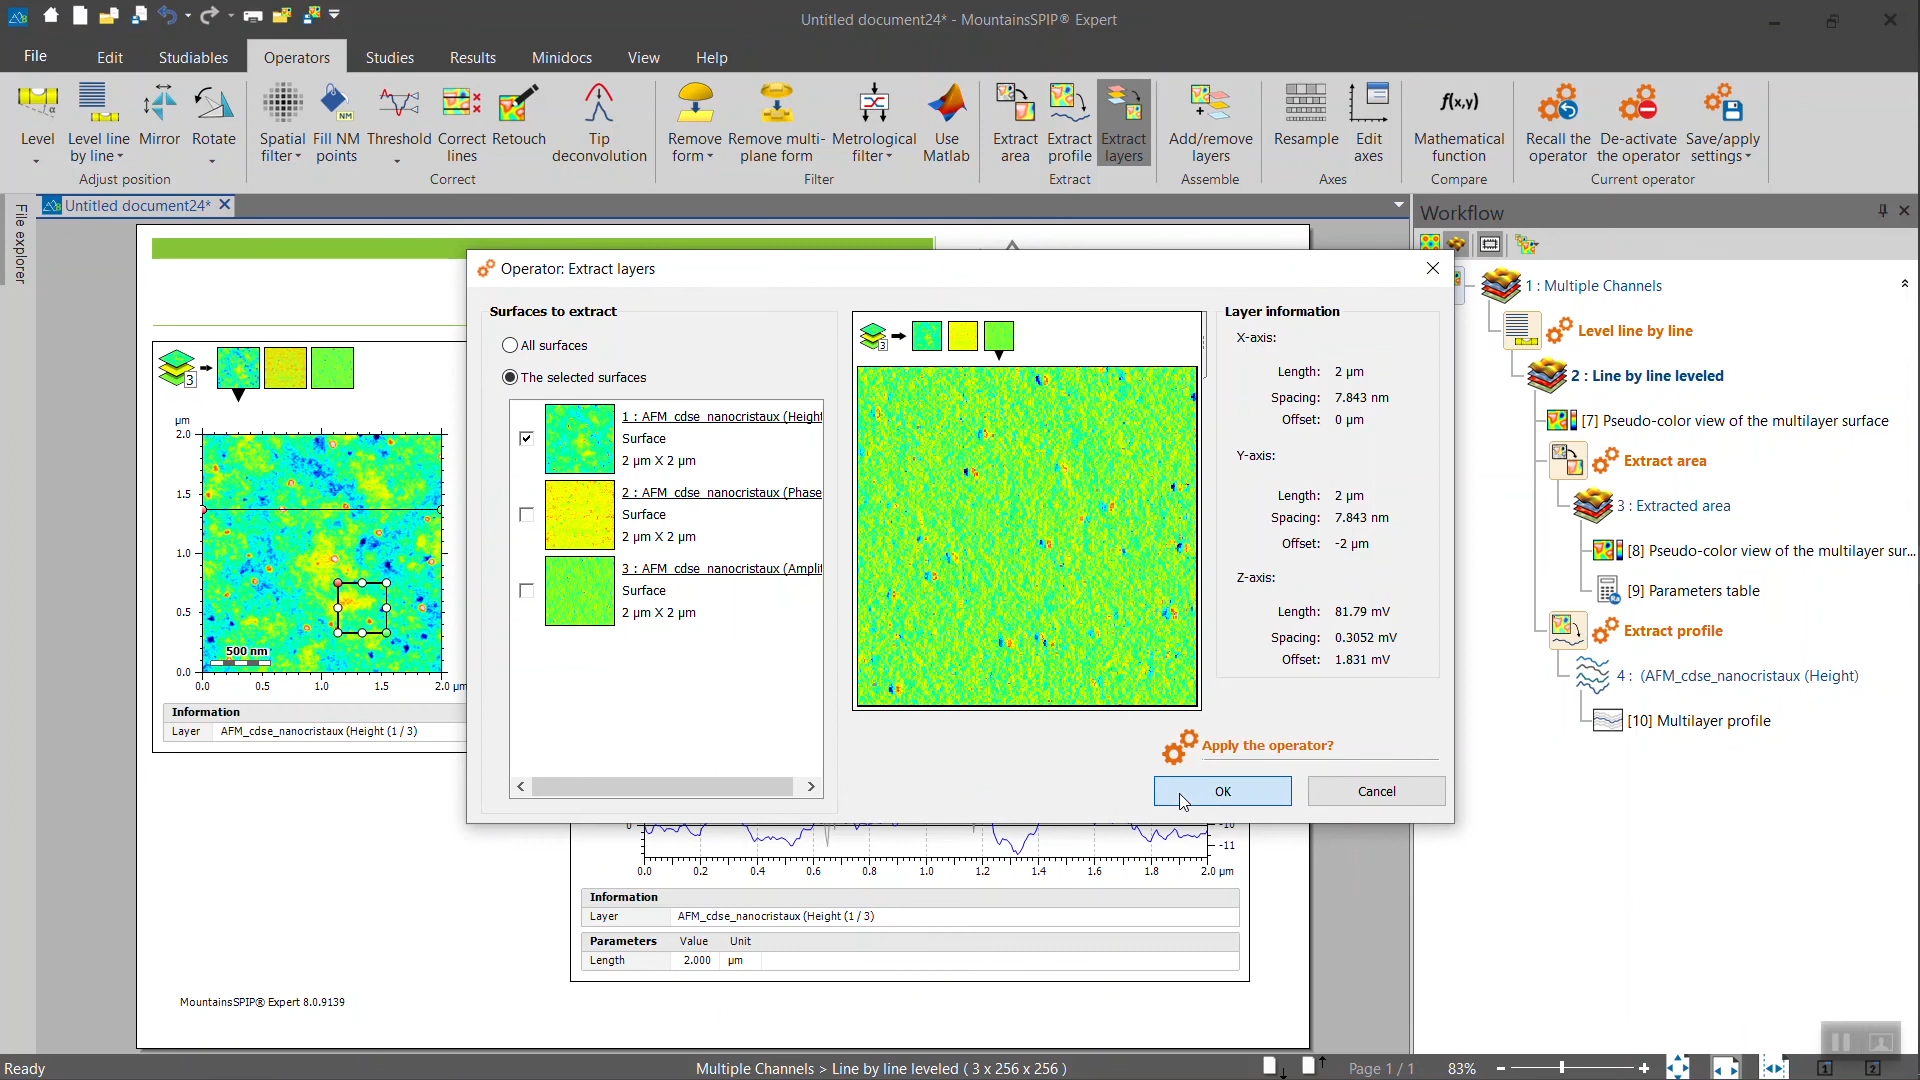 Untitled document24* - MountainsSPIP® Expert
File Edit Studiables Operators Studies Results Minidocs View Help
Level
Level line by line
Mirror
Rotate
Spatial filter
Fill NM points
Threshold
Correct lines
Retouch
Tip deconvolution
Remove form
Remove multi-plane form
Metrological filter
Use Matlab
Extract area
Extract profile
Extract layers
Add/remove layers
Resample
Edit axes
f(x,y)
Mathematical function
Recall the operator
De-activate the operator
Save/apply settings
Adjust position
Correct
Filter
Extract
Assemble
Axes
Compare
Current operator
File explorer
Untitled document24*
3
µm
2.0
1.5
1.0
0.5
0.0
500 nm
0.0 0.5 1.0 1.5 2.0 µm
Information
Layer AFM_cdse_nanocristaux (Height (1 / 3)
MountainsSPIP® Expert 8.0.9139
Operator: Extract layers
Surfaces to extract
All surfaces
The selected surfaces
1 : AFM_cdse_nanocristaux (Height
Surface
2 µm X 2 µm
2 : AFM_cdse_nanocristaux (Phase
Surface
2 µm X 2 µm
3 : AFM_cdse_nanocristaux (Amplit
Surface
2 µm X 2 µm
3
Layer information
X-axis:
Length: 2 µm
Spacing: 7.843 nm
Offset: 0 µm
Y-axis:
Length: 2 µm
Spacing: 7.843 nm
Offset: -2 µm
Z-axis:
Length: 81.79 mV
Spacing: 0.3052 mV
Offset: 1.831 mV
Apply the operator?
OK
Cancel
-10
-11
0.0 0.2 0.4 0.6 0.8 1.0 1.2 1.4 1.6 1.8 2.0 µm
Information
Layer AFM_cdse_nanocristaux (Height (1 / 3)
Parameters Value Unit
Length 2.000 µm
Workflow
1 : Multiple Channels
Level line by line
2 : Line by line leveled
[7] Pseudo-color view of the multilayer surface
Extract area
3 : Extracted area
[8] Pseudo-color view of the multilayer sur...
[9] Parameters table
Extract profile
4 : (AFM_cdse_nanocristaux (Height)
[10] Multilayer profile
Ready
Multiple Channels > Line by line leveled ( 3 x 256 x 256 )
Page 1 / 1
83%
1
2